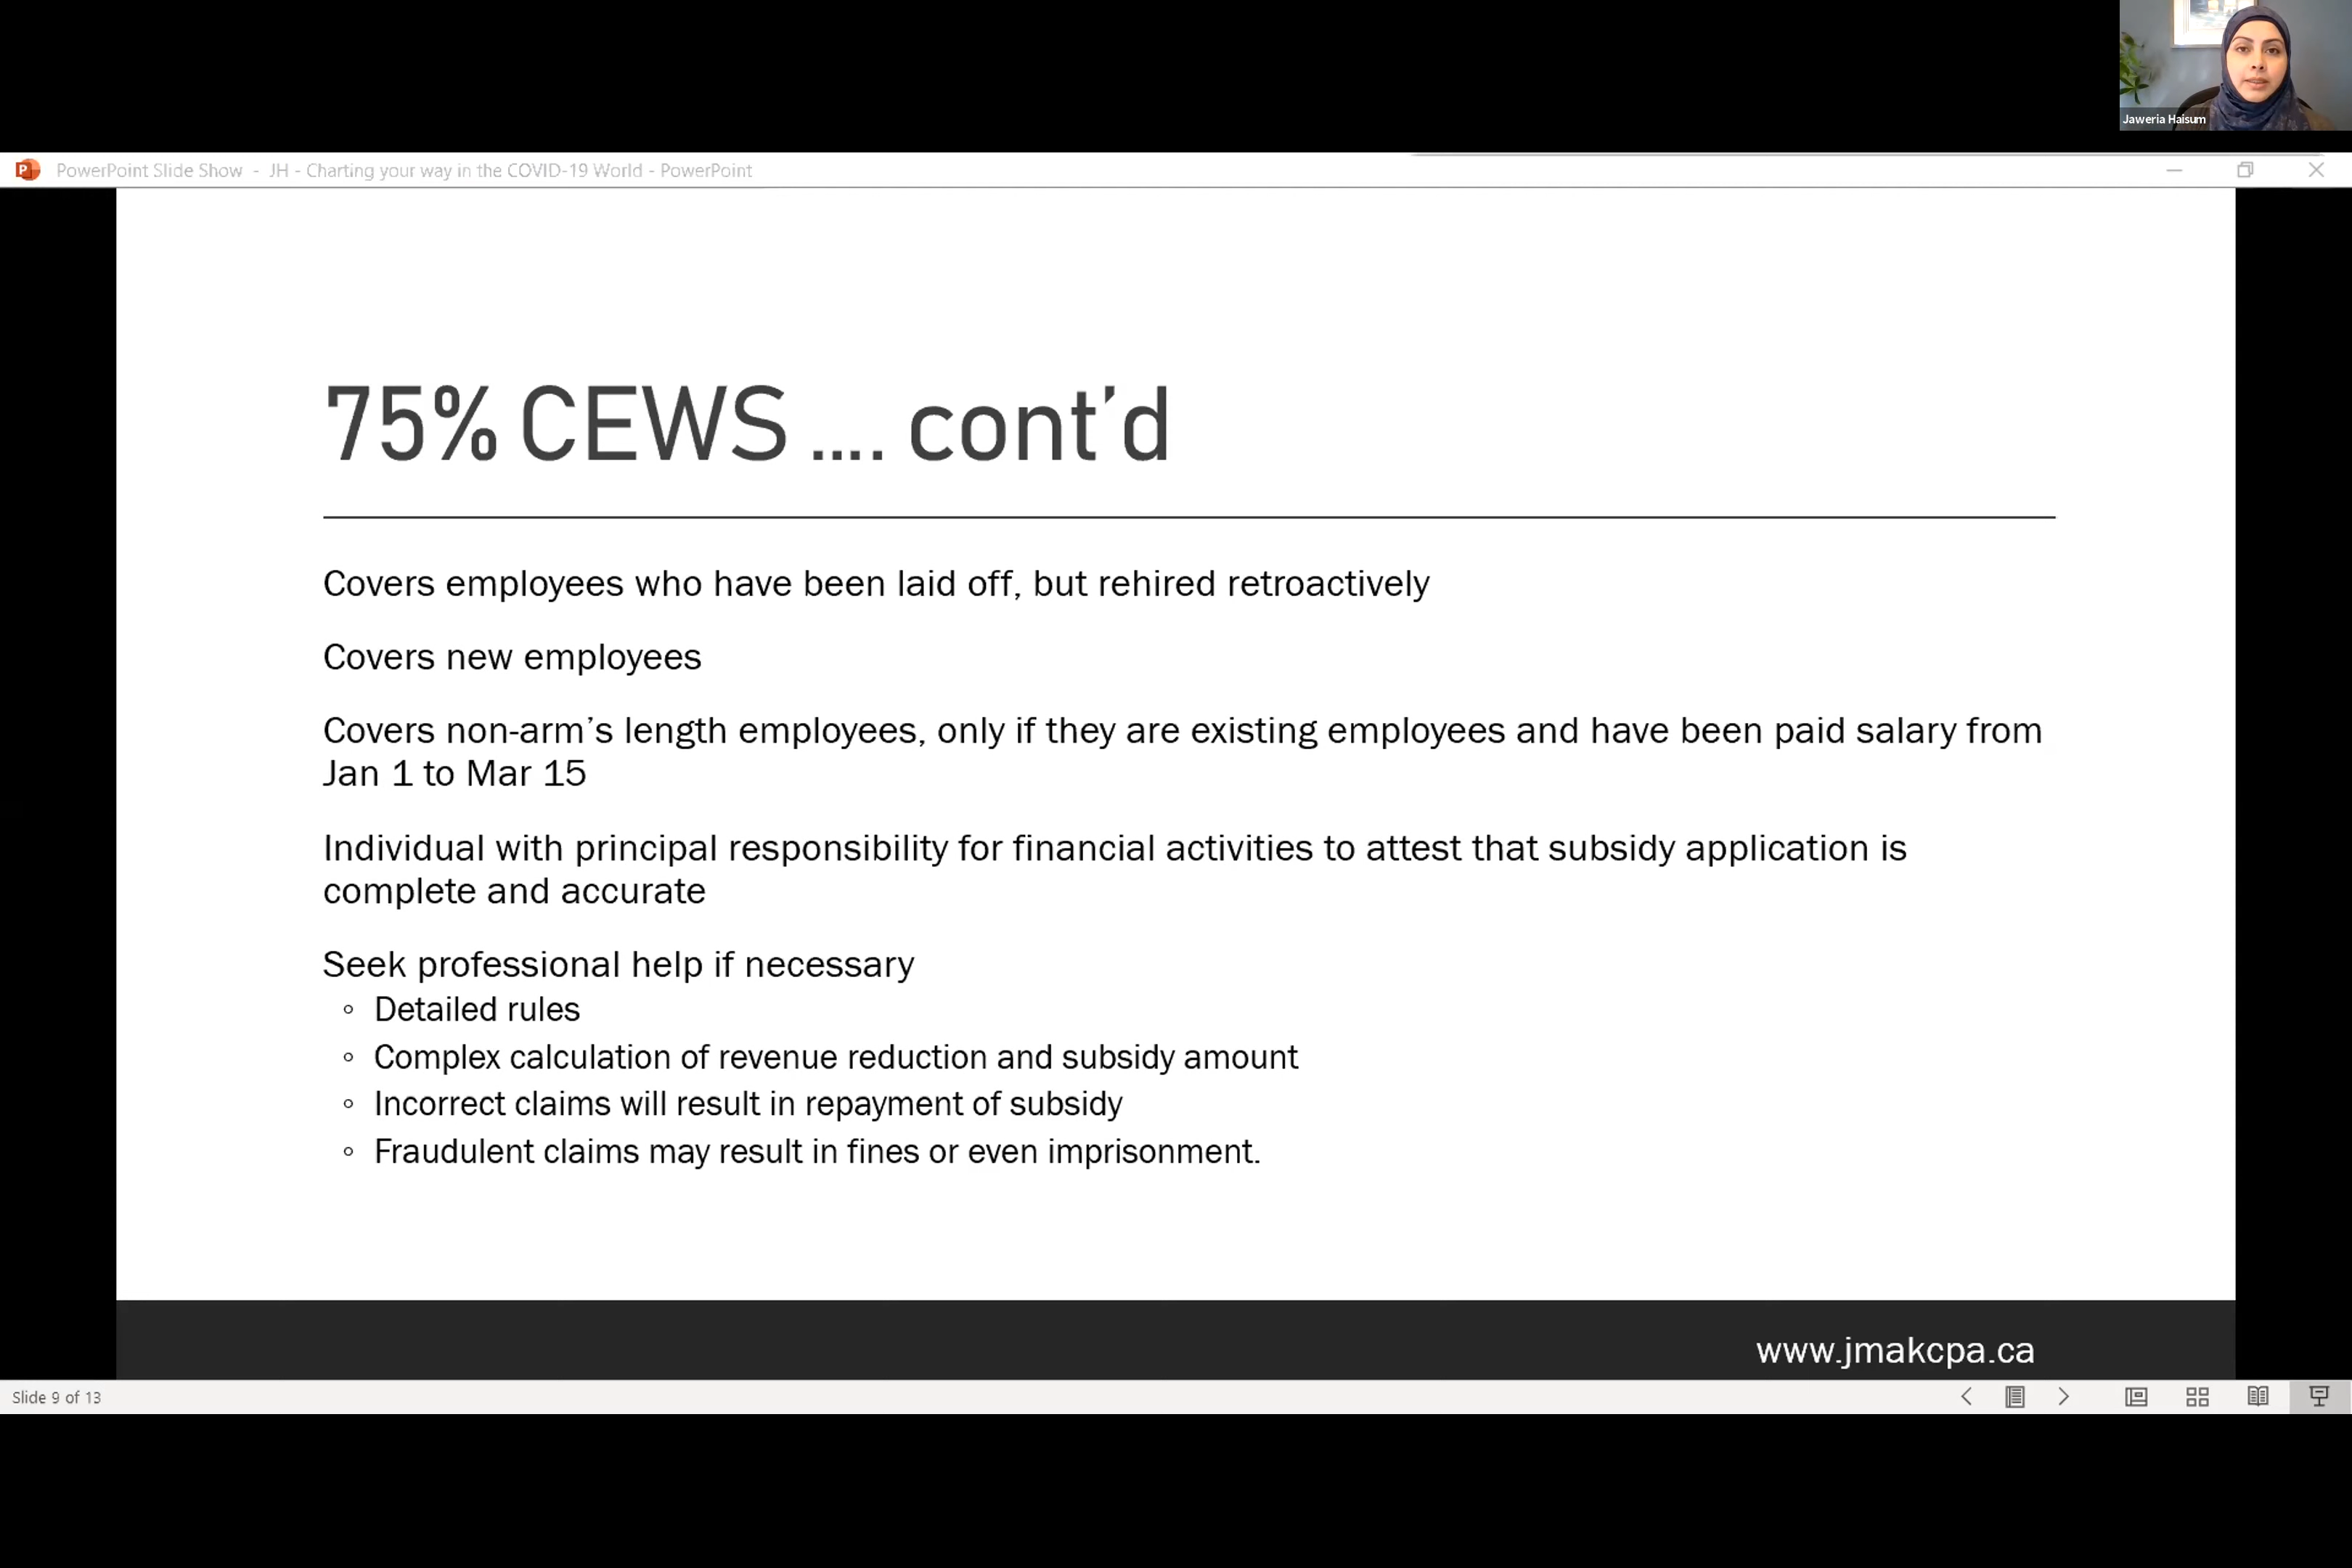 Jaweria Haisum
PowerPoint Slide Show - JH - Charting your way in the COVID-19 World - PowerPoint
75% CEWS .... cont’d
Covers employees who have been laid off, but rehired retroactively
Covers new employees
Covers non-arm’s length employees, only if they are existing employees and have been paid salary from
Jan 1 to Mar 15
Individual with principal responsibility for financial activities to attest that subsidy application is
complete and accurate
Seek professional help if necessary
◦ Detailed rules
◦ Complex calculation of revenue reduction and subsidy amount
◦ Incorrect claims will result in repayment of subsidy
◦ Fraudulent claims may result in fines or even imprisonment.
www.jmakcpa.ca
Slide 9 of 13